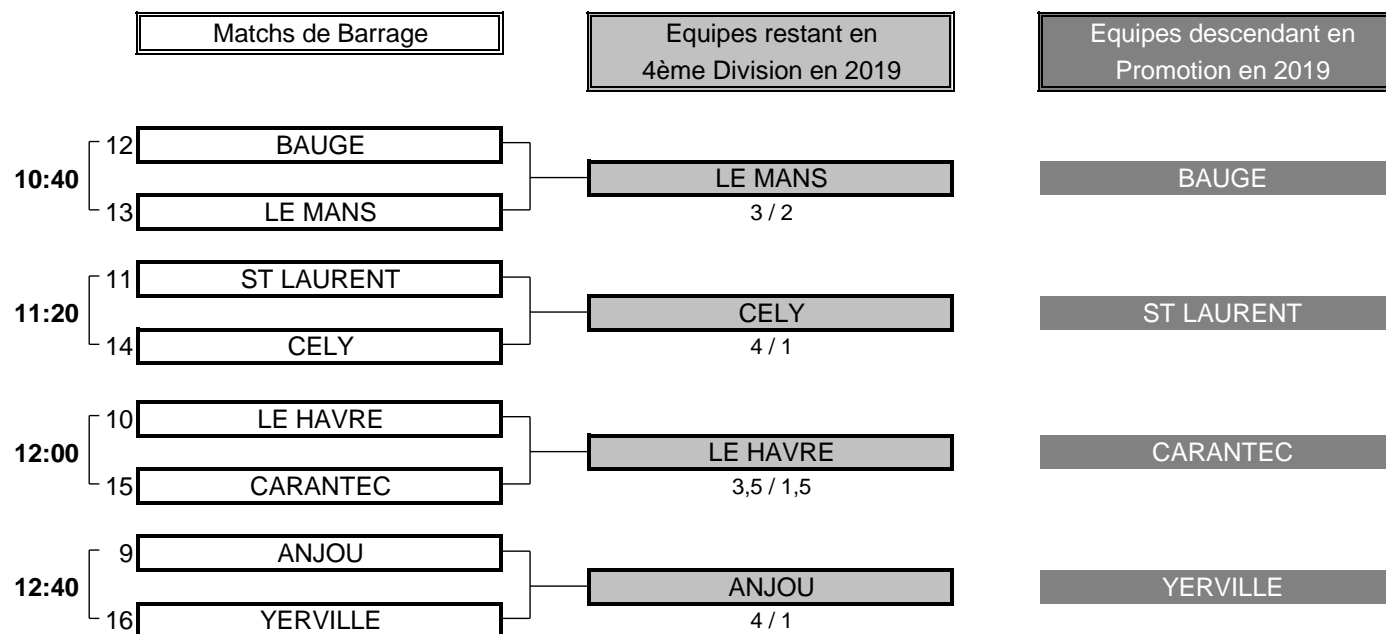 Matchs de Barrage
Equipes restant en
4ème Division en 2019
Equipes descendant en
Promotion en 2019
12 BAUGE
10:40 LE MANS BAUGE
13 LE MANS 3 / 2
11 ST LAURENT
11:20 CELY ST LAURENT
14 CELY 4 / 1
10 LE HAVRE
12:00 LE HAVRE CARANTEC
15 CARANTEC 3,5 / 1,5
9 ANJOU
12:40 ANJOU YERVILLE
16 YERVILLE 4 / 1